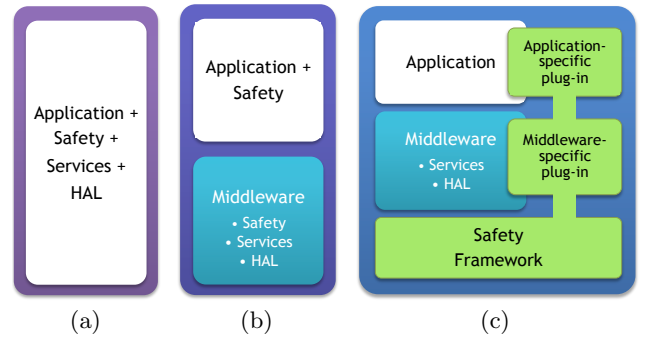 Application +
Safety +
Services +
HAL
(a)
Application +
Safety
Middleware
• Safety
• Services
• HAL
(b)
Application
Application-
specific
plug-in
Middleware
• Services
• HAL
Middleware-
specific
plug-in
Safety
Framework
(c)